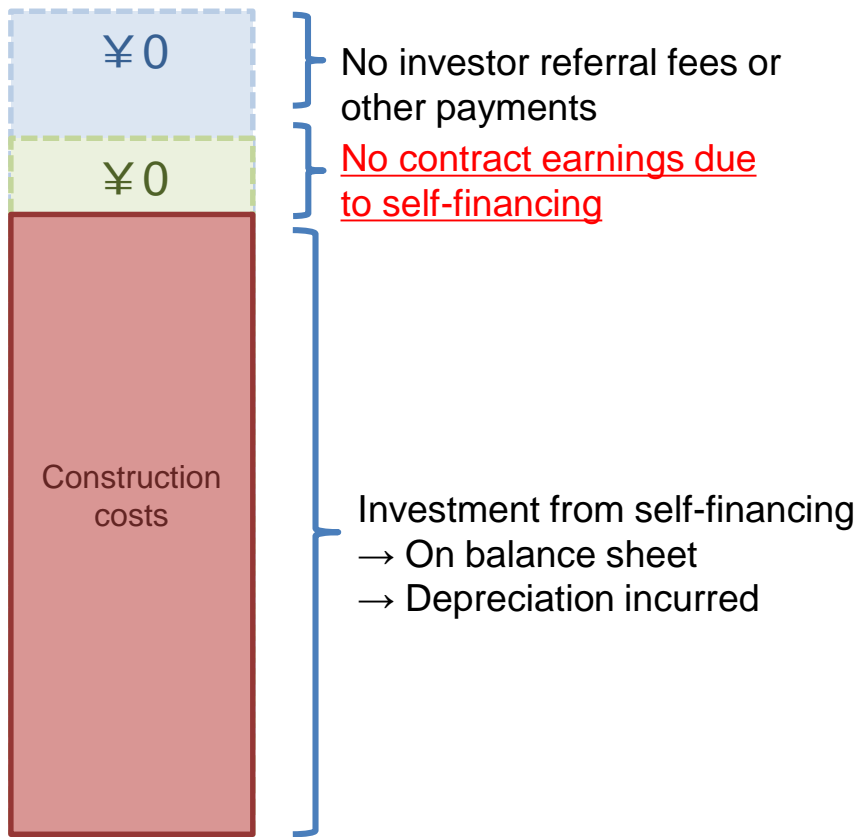 ￥0
No investor referral fees or
other payments
￥0
No contract earnings due
to self-financing
Construction
costs
Investment from self-financing
→ On balance sheet
→ Depreciation incurred